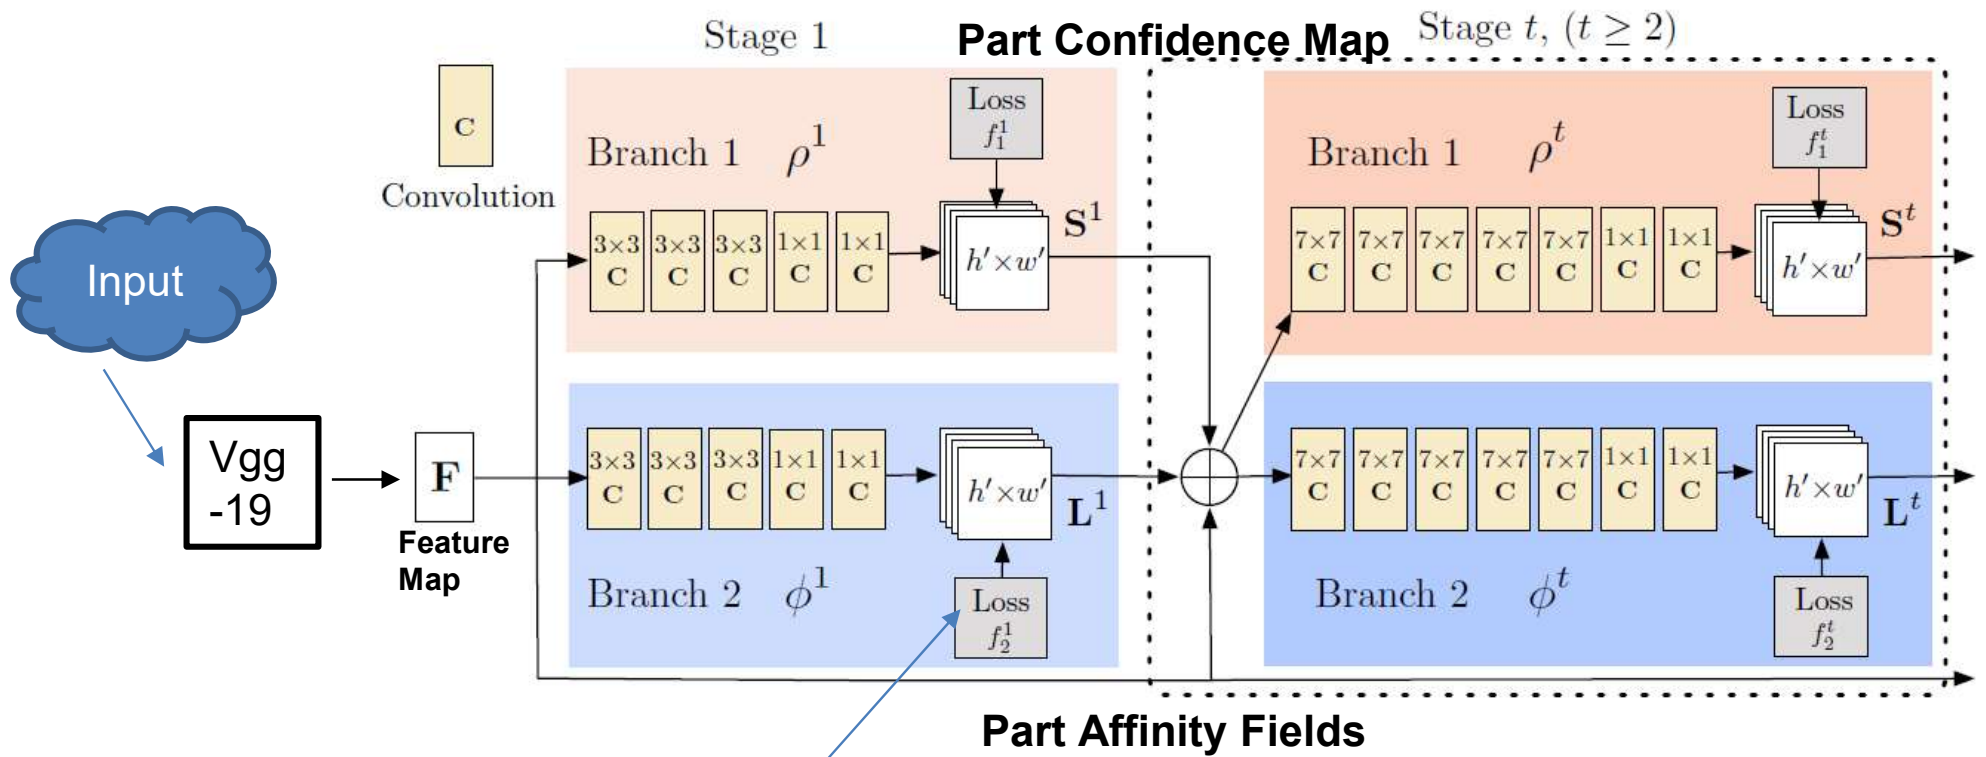 Stage 1
Part Confidence Map
Stage t, (t ≥ 2)
C
Convolution
Input
Vgg
-19
F
Feature
Map
Branch 1 ρ¹
Loss
f₁¹
3×3 C 3×3 C 3×3 C 1×1 C 1×1 C
h′×w′
S¹
Branch 1 ρᵗ
Loss
f₁ᵗ
7×7 C 7×7 C 7×7 C 7×7 C 7×7 C 1×1 C 1×1 C
h′×w′
Sᵗ
3×3 C 3×3 C 3×3 C 1×1 C 1×1 C
h′×w′
L¹
Branch 2 ϕ¹
Loss
f₂¹
7×7 C 7×7 C 7×7 C 7×7 C 7×7 C 1×1 C 1×1 C
h′×w′
Lᵗ
Branch 2 ϕᵗ
Loss
f₂ᵗ
Part Affinity Fields